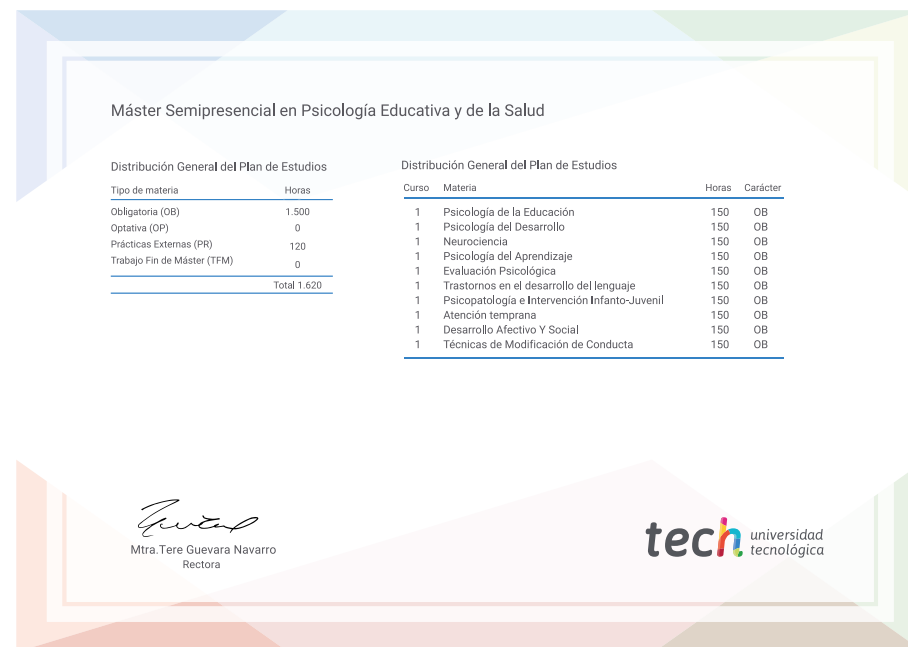 Máster Semipresencial en Psicología Educativa y de la Salud
Distribución General del Plan de Estudios
Tipo de materia Horas
Obligatoria (OB) 1.500
Optativa (OP) 0
Prácticas Externas (PR) 120
Trabajo Fin de Máster (TFM) 0
Total 1.620
Distribución General del Plan de Estudios
Curso Materia Horas Carácter
1 Psicología de la Educación 150 OB
1 Psicología del Desarrollo 150 OB
1 Neurociencia 150 OB
1 Psicología del Aprendizaje 150 OB
1 Evaluación Psicológica 150 OB
1 Trastornos en el desarrollo del lenguaje 150 OB
1 Psicopatología e Intervención Infanto-Juvenil 150 OB
1 Atención temprana 150 OB
1 Desarrollo Afectivo Y Social 150 OB
1 Técnicas de Modificación de Conducta 150 OB
Mtra.Tere Guevara Navarro
Rectora
tech universidad
tecnológica